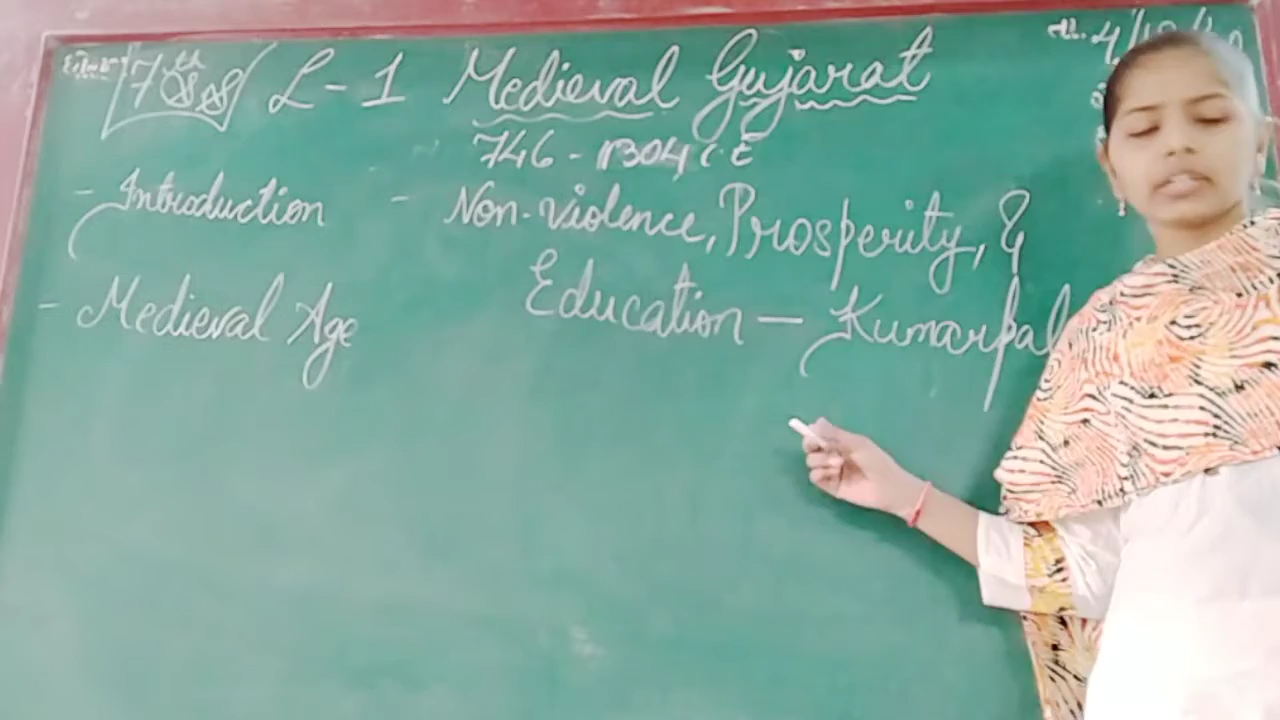 7th SS L-1 Medieval Gujarat
746 - 1304 C.E
- Introduction - Non-Violence, Prosperity, &
Education — Kumarpal
- Medieval Age